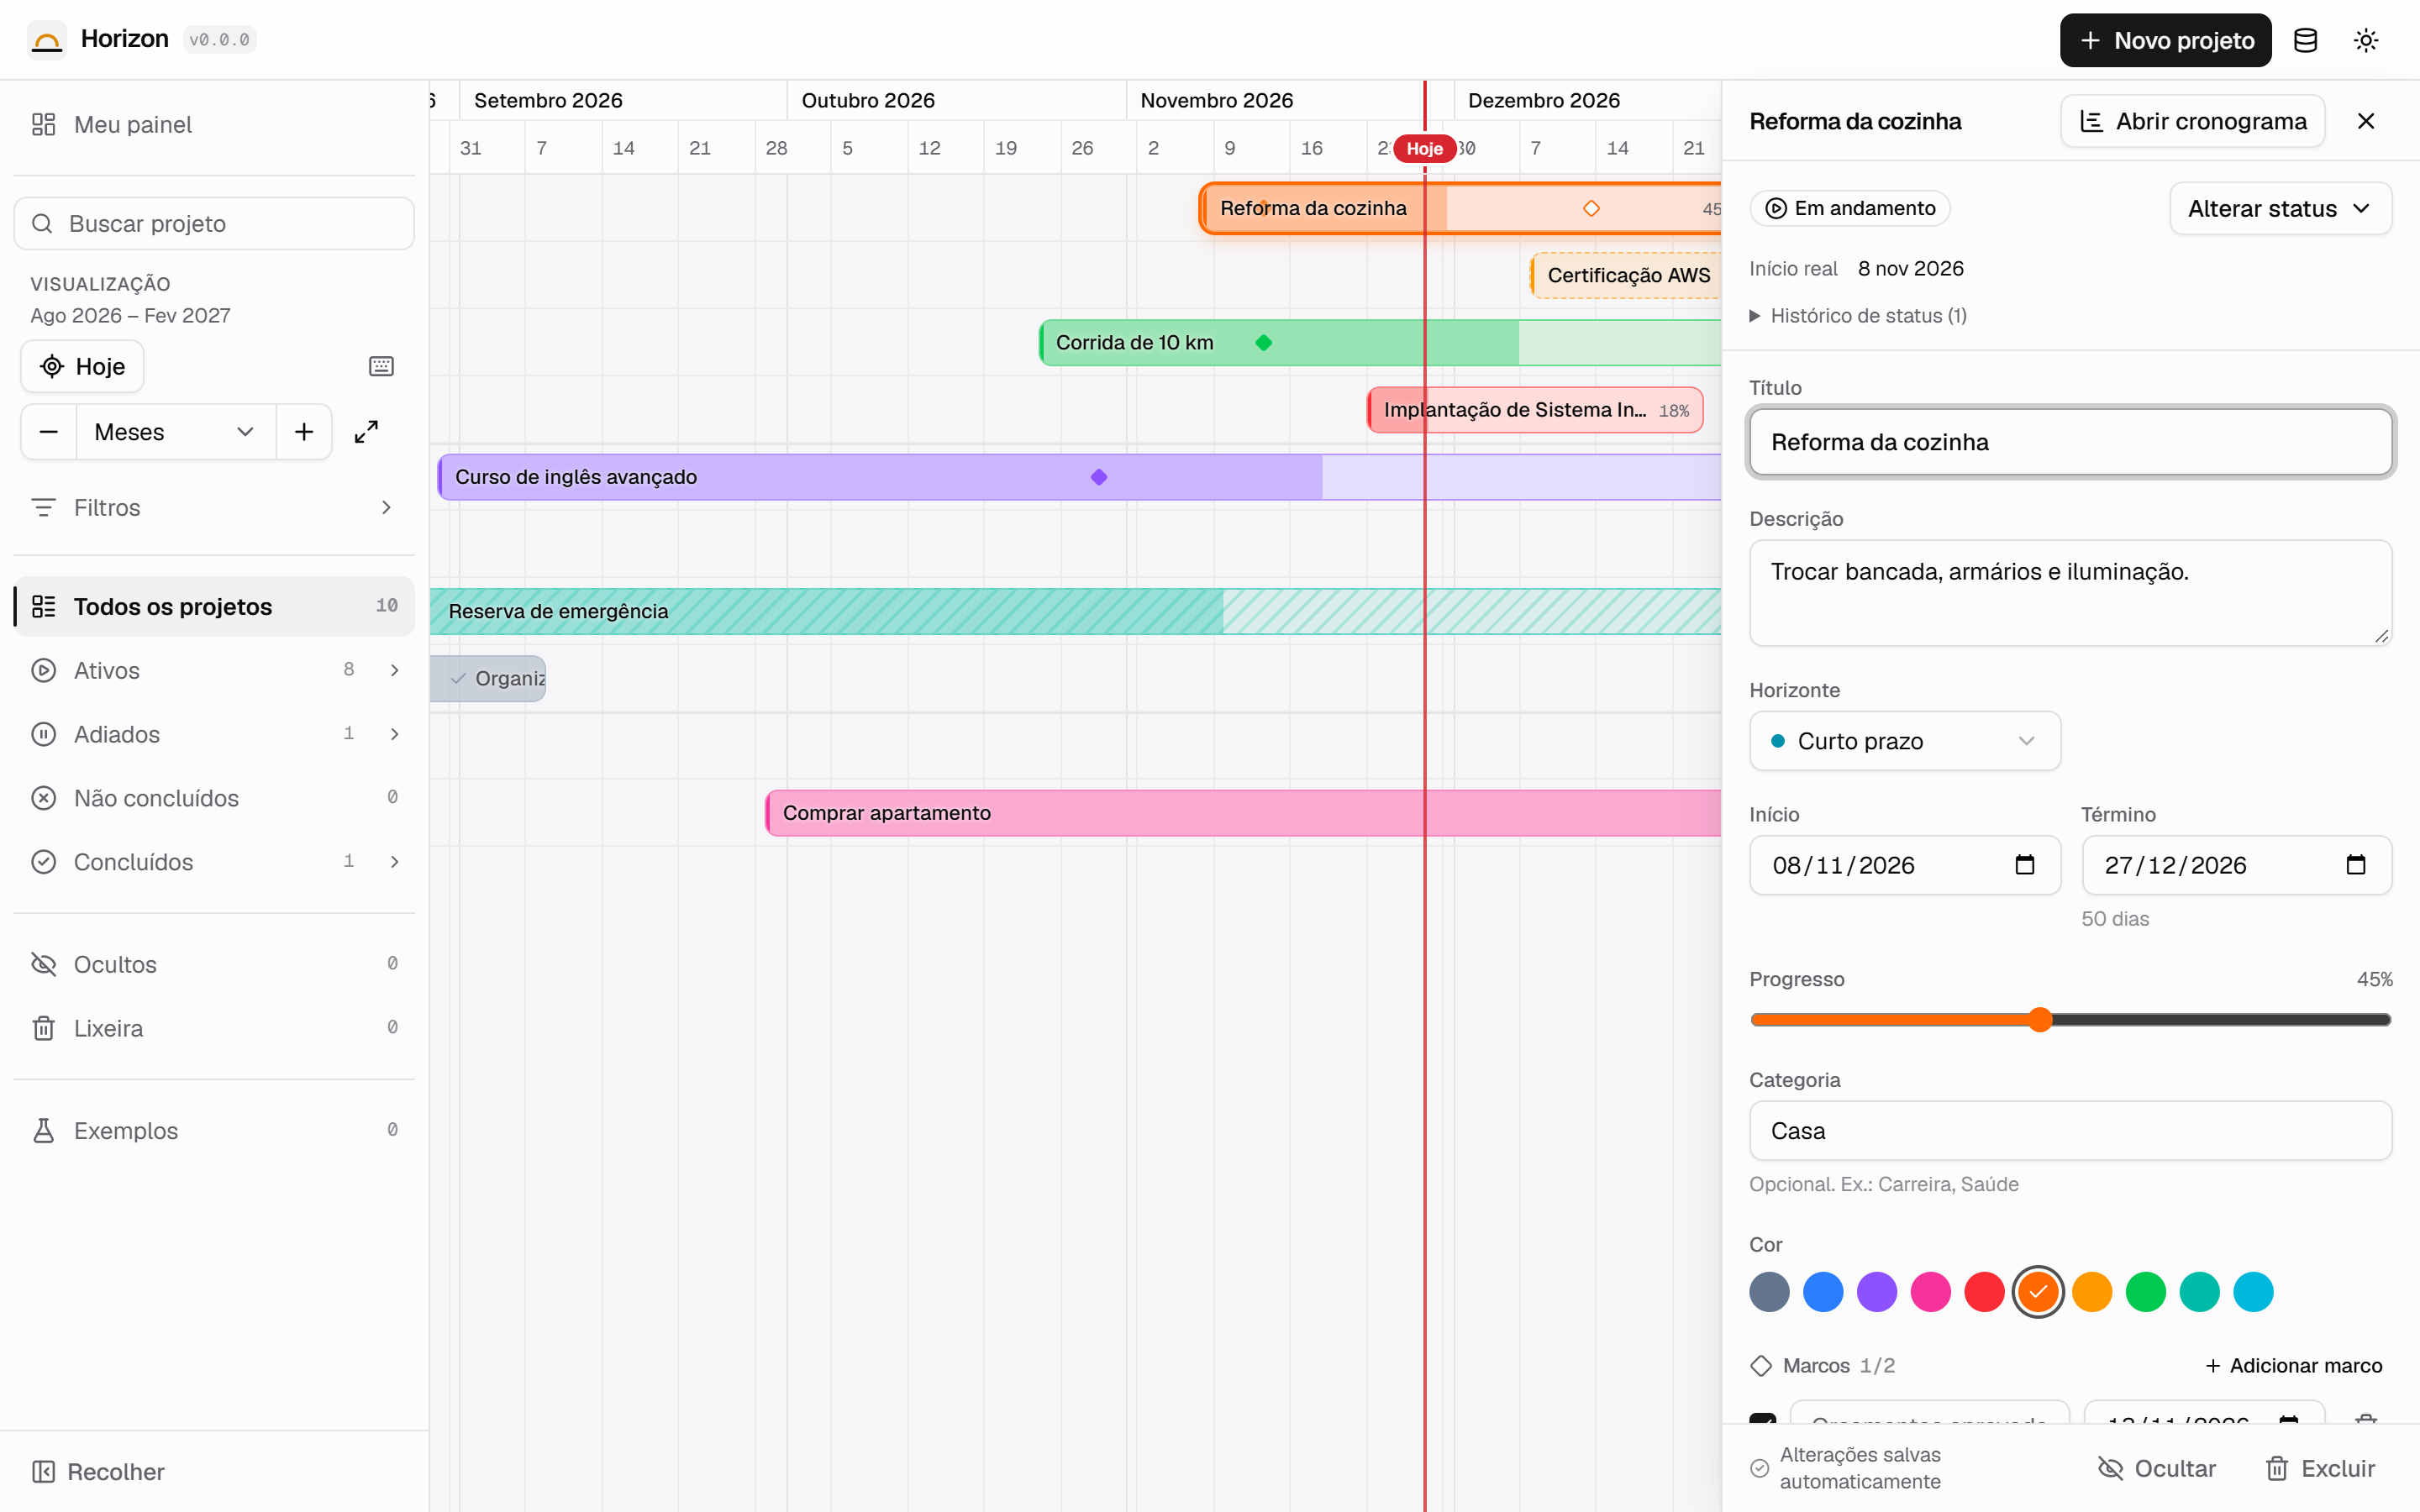 Horizon v0.0.0
Novo projeto
Meu painel
Buscar projeto
VISUALIZAÇÃO
Ago 2026 – Fev 2027
Hoje
Meses
Filtros
Todos os projetos 10
Ativos 8
Adiados 1
Não concluídos 0
Concluídos 1
Ocultos 0
Lixeira 0
Exemplos 0
Recolher
6 Setembro 2026 Outubro 2026 Novembro 2026 Dezembro 2026
31 7 14 21 28 5 12 19 26 2 9 16 Hoje 30 7 14 21
Reforma da cozinha 45
Certificação AWS
Corrida de 10 km
Implantação de Sistema In... 18%
Curso de inglês avançado
Reserva de emergência
Organiz
Comprar apartamento
Reforma da cozinha
Abrir cronograma
Em andamento
Alterar status
Início real 8 nov 2026
Histórico de status (1)
Título
Reforma da cozinha
Descrição
Trocar bancada, armários e iluminação.
Horizonte
Curto prazo
Início Término
08/11/2026 27/12/2026
50 dias
Progresso 45%
Categoria
Casa
Opcional. Ex.: Carreira, Saúde
Cor
Marcos 1/2
+ Adicionar marco
Alterações salvas
automaticamente
Ocultar
Excluir